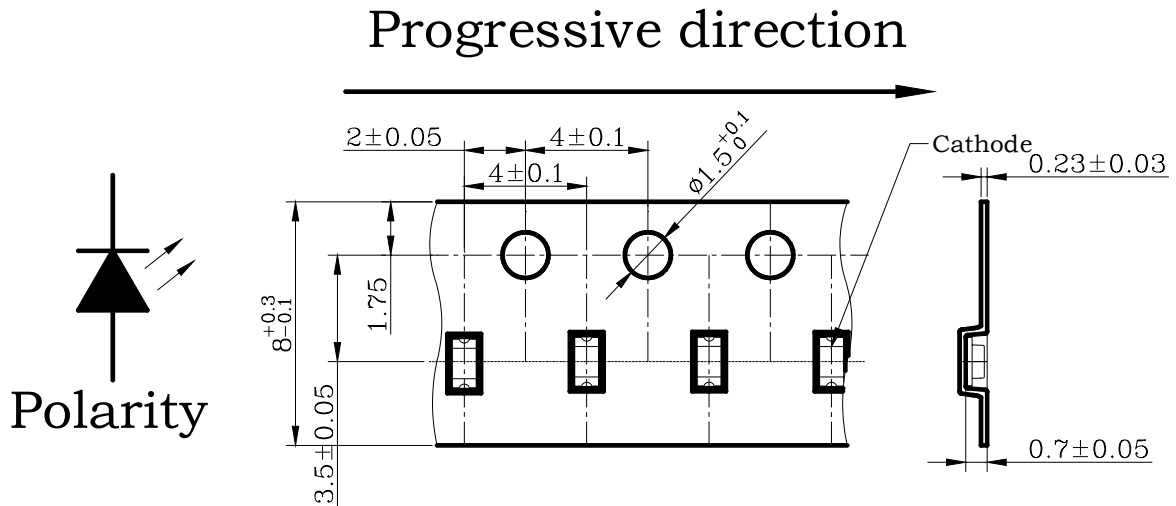 Progressive direction
2±0.05
4±0.1
4±0.1
ø1.5 +0.1 0
Cathode
0.23±0.03
8 +0.3 -0.1
1.75
3.5±0.05
Polarity
0.7±0.05